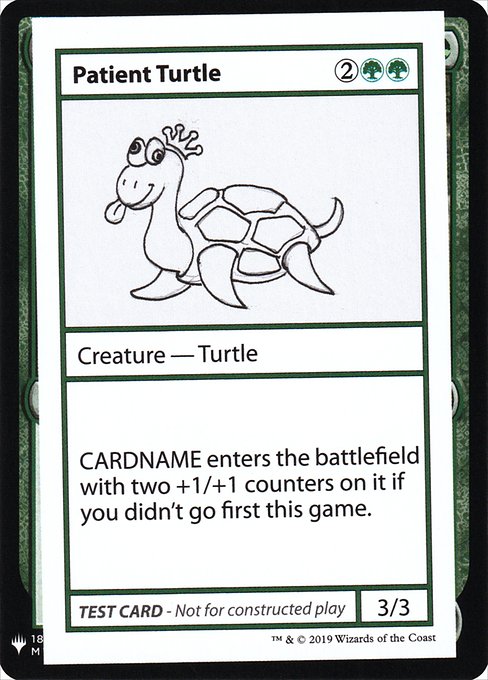 Patient Turtle 2
Creature — Turtle
CARDNAME enters the battlefield
with two +1/+1 counters on it if
you didn't go first this game.
TEST CARD - Not for constructed play 3/3
18
M
™ & © 2019 Wizards of the Coast